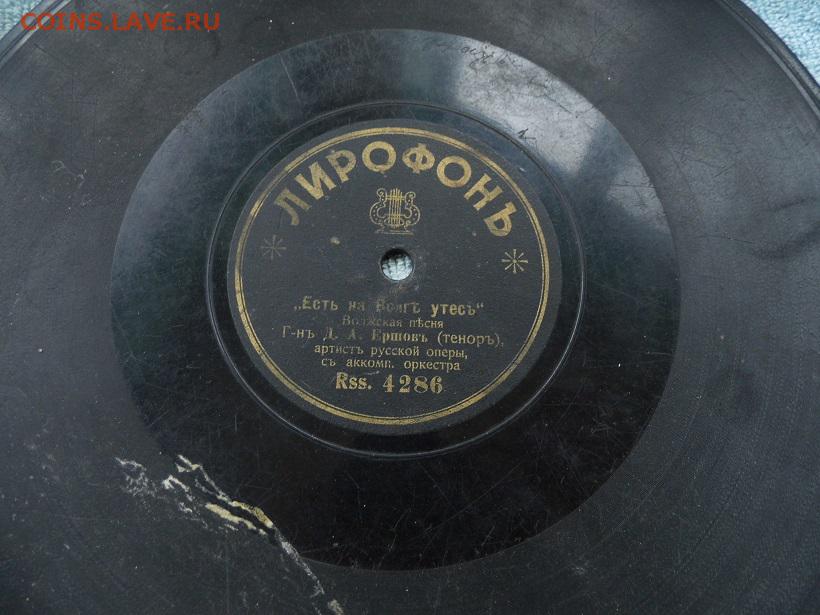 COINS.LAVE.RU
ЛИРОФОНЪ
„Есть на Волгѣ утесъ“
Волжская пѣсня
Г-нъ Д. А. Ершовъ (теноръ),
артистъ русской оперы,
съ аккомп. оркестра
Rss. 4286